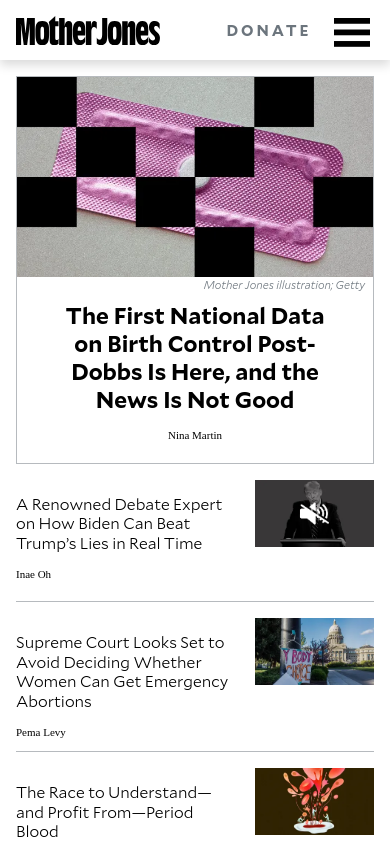 Mother Jones
DONATE
Mother Jones illustration; Getty
The First National Data
on Birth Control Post-
Dobbs Is Here, and the
News Is Not Good
Nina Martin
A Renowned Debate Expert
on How Biden Can Beat
Trump’s Lies in Real Time
Inae Oh
Supreme Court Looks Set to
Avoid Deciding Whether
Women Can Get Emergency
Abortions
Pema Levy
The Race to Understand—
and Profit From—Period
Blood